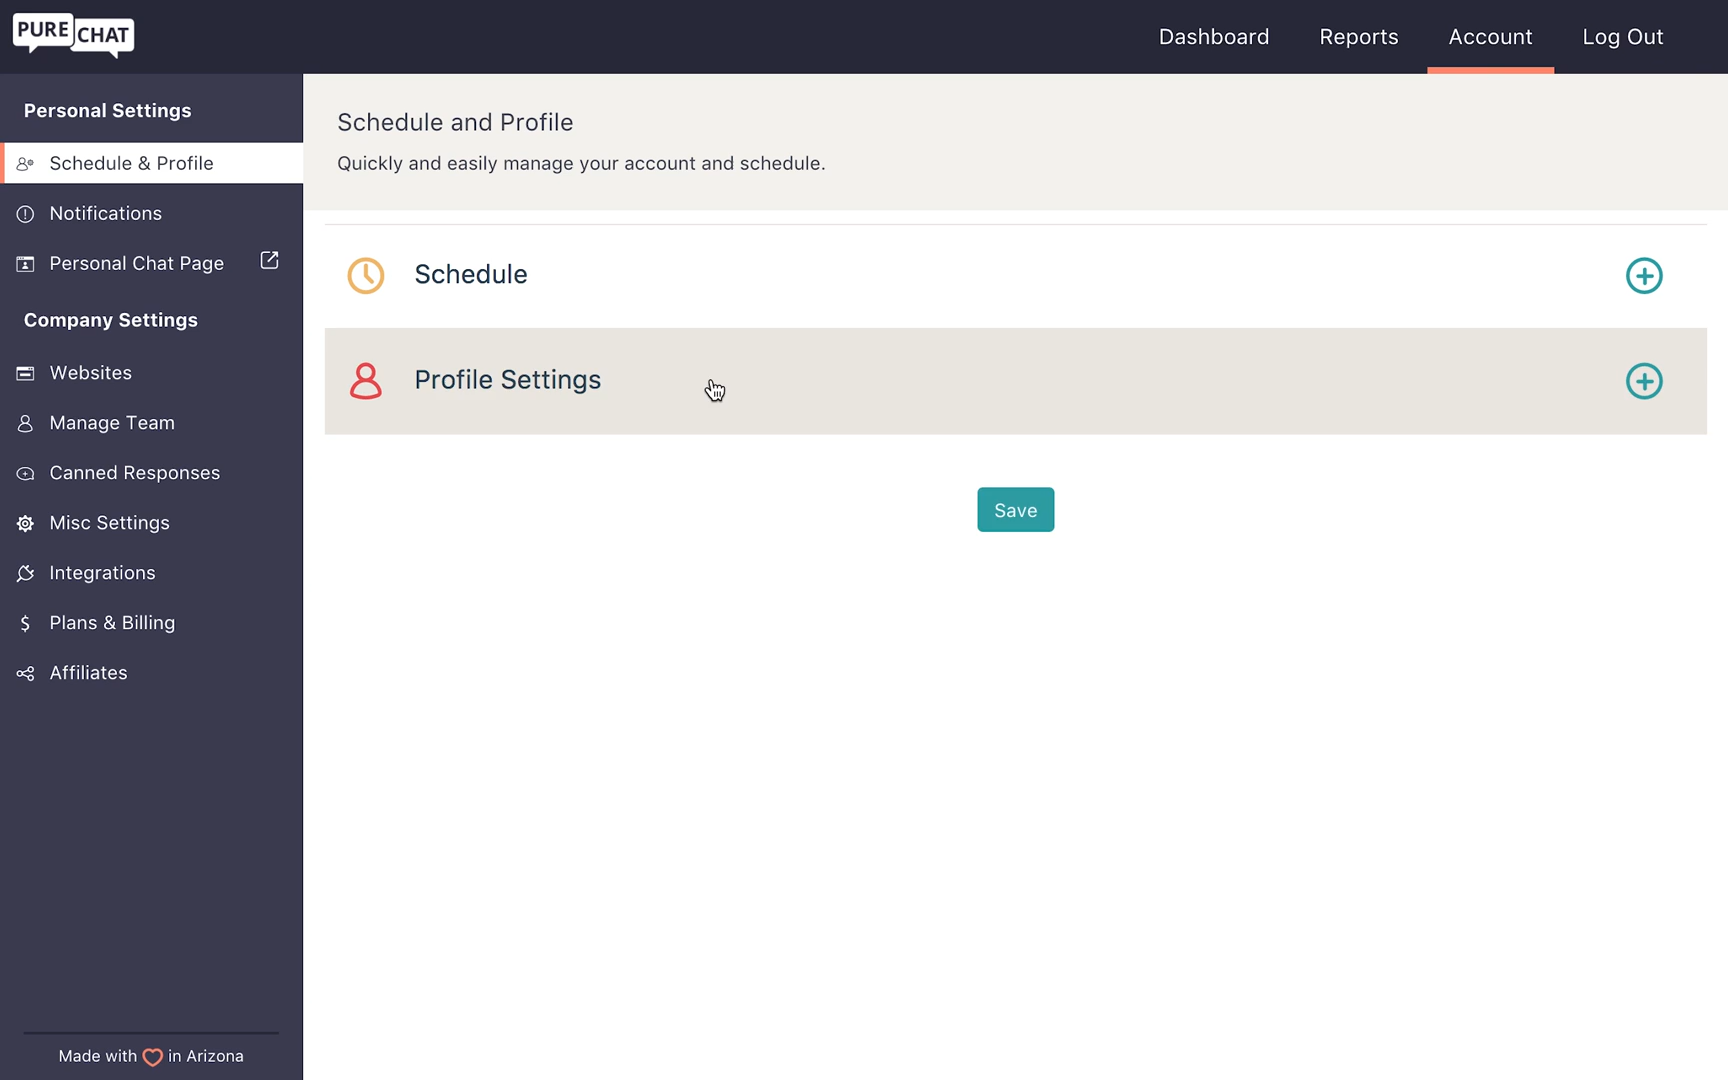 PURE CHAT
Dashboard
Reports
Account
Log Out
Personal Settings
Schedule & Profile
Notifications
Personal Chat Page
Company Settings
Websites
Manage Team
Canned Responses
Misc Settings
Integrations
Plans & Billing
Affiliates
Made with in Arizona
Schedule and Profile
Quickly and easily manage your account and schedule.
Schedule
Profile Settings
Save